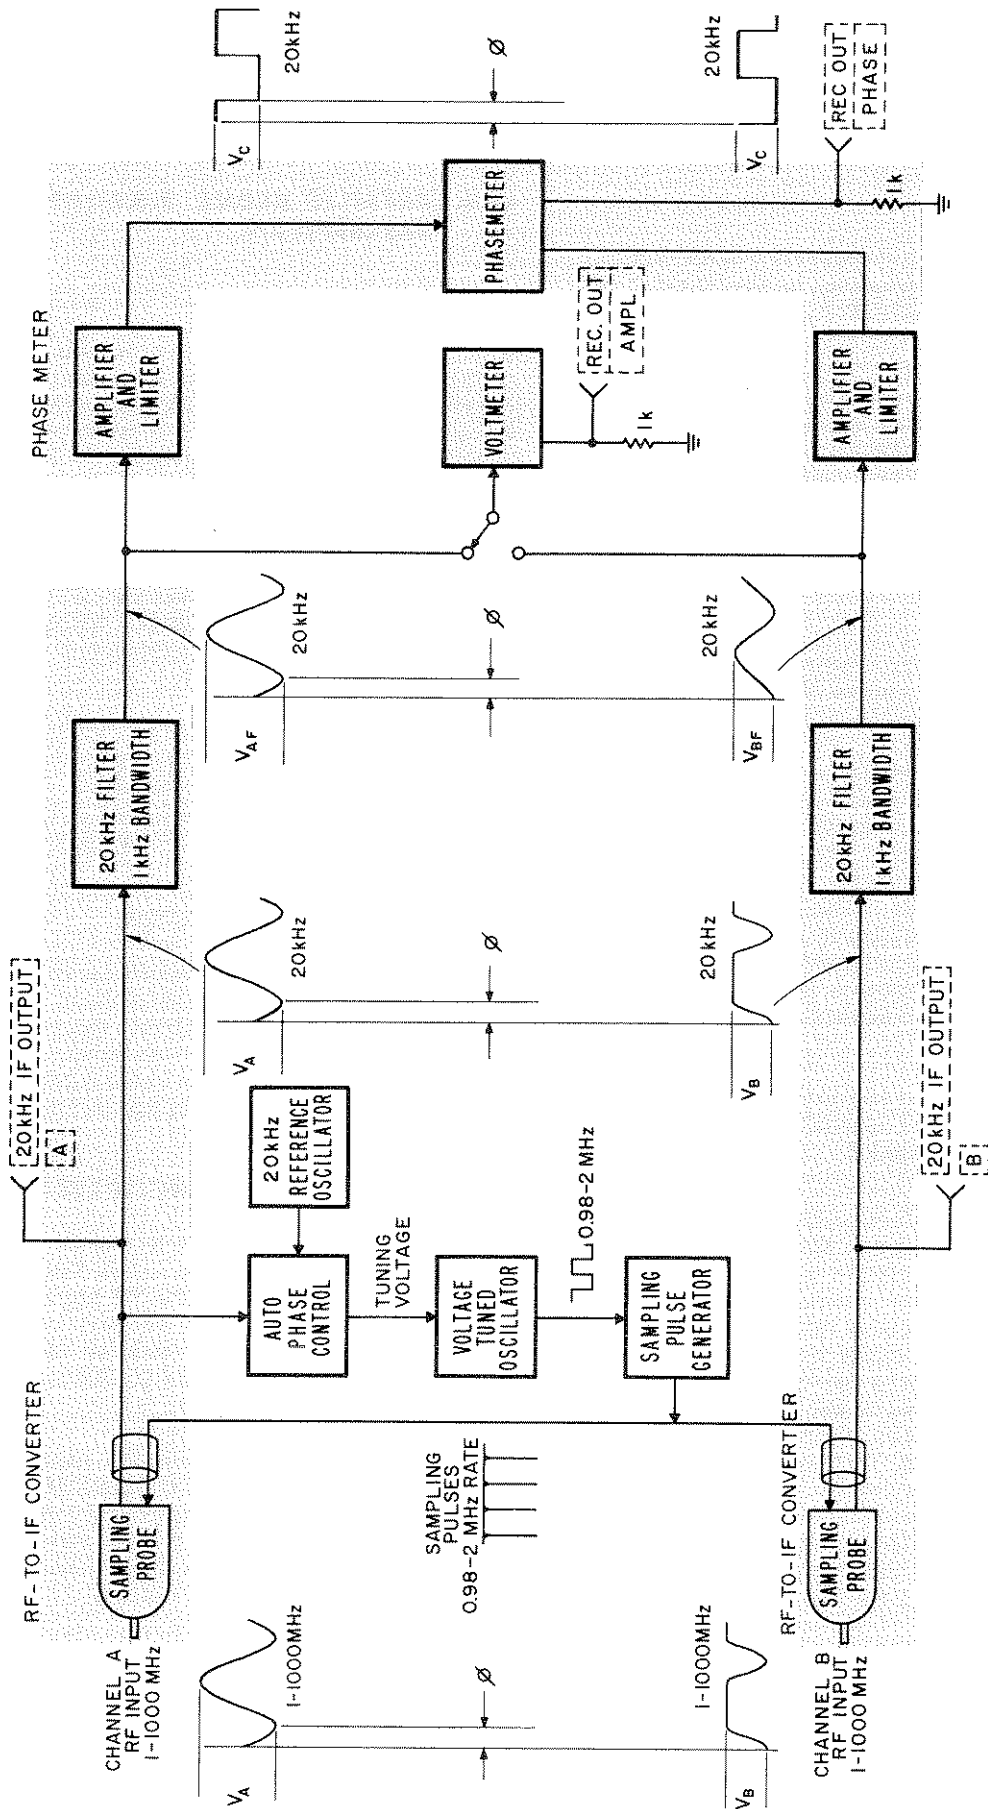 CHANNEL A
RF INPUT
1-1000 MHz
RF-TO-IF CONVERTER
SAMPLING
PROBE
20kHz IF OUTPUT
A
20kHz FILTER
1kHz BANDWIDTH
PHASE METER
AMPLIFIER
AND
LIMITER
VA
1-1000MHz
Ø
VA
20kHz
Ø
VAF
20kHz
Ø
VC
20kHz
Ø
AUTO
PHASE
CONTROL
20kHz
REFERENCE
OSCILLATOR
TUNING
VOLTAGE
VOLTAGE
TUNED
OSCILLATOR
0.98-2 MHz
SAMPLING
PULSE
GENERATOR
SAMPLING
PULSES
0.98-2 MHz RATE
VOLTMETER
REC. OUT
AMPL
1k
PHASEMETER
REC OUT
PHASE
1k
VB
1-1000MHz
VB
20kHz
VBF
20kHz
VC
20kHz
CHANNEL B
RF INPUT
1-1000 MHz
RF-TO-IF CONVERTER
SAMPLING
PROBE
20kHz IF OUTPUT
B
20kHz FILTER
1kHz BANDWIDTH
AMPLIFIER
AND
LIMITER